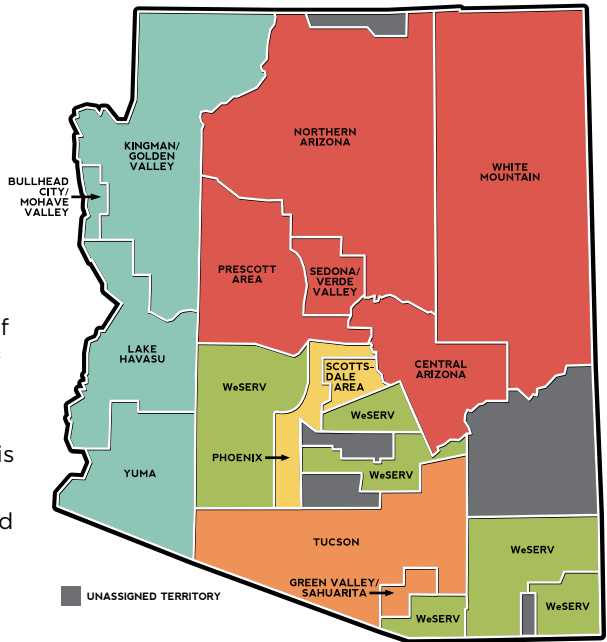 NORTHERN
ARIZONA
KINGMAN/
GOLDEN
VALLEY
WHITE
MOUNTAIN
BULLHEAD
CITY/
MOHAVE
VALLEY
PRESCOTT
AREA
SEDONA/
VERDE
VALLEY
f
LAKE
HAVASU
SCOTTS-
DALE
AREA
CENTRAL
ARIZONA
WeSERV
WeSERV
is
PHOENIX
YUMA
WeSERV
d
TUCSON
WeSERV
GREEN VALLEY/
SAHUARITA
UNASSIGNED TERRITORY
WeSERV
WeSERV